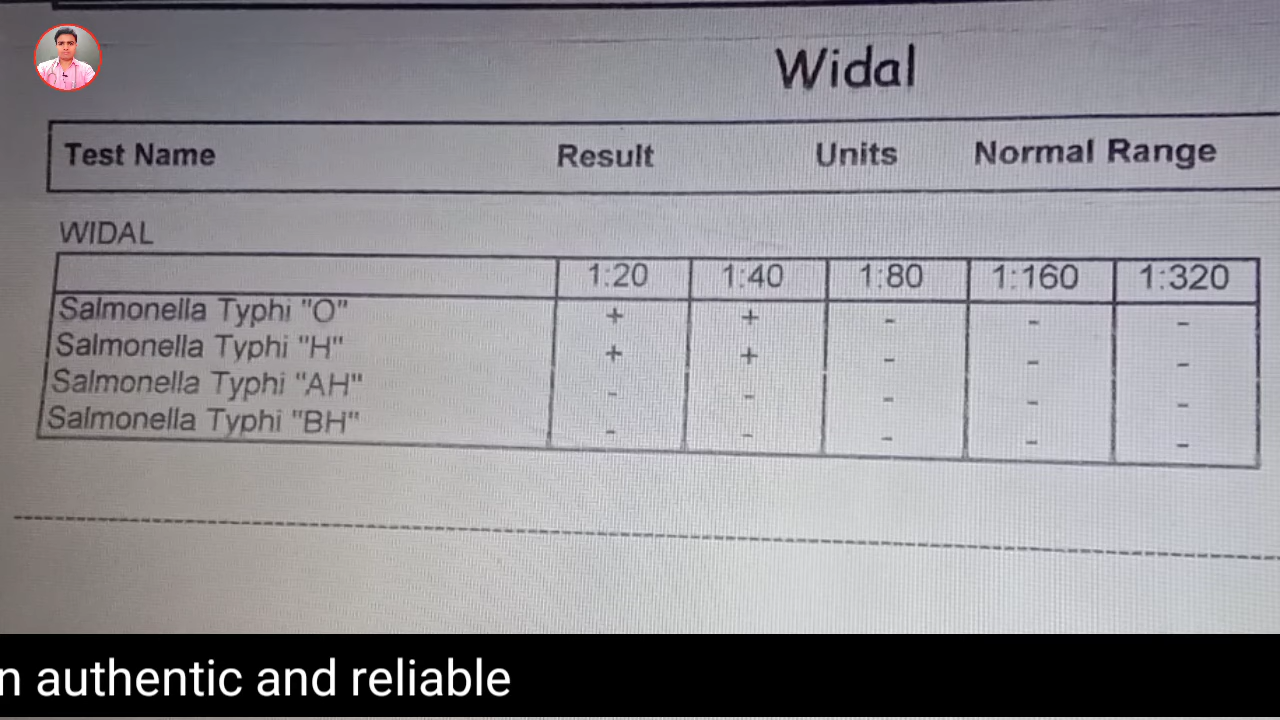 Widal
Test Name Result Units Normal Range
WIDAL
1:20 1:40 1:80 1:160 1:320
Salmonella Typhi "O" + + - - -
Salmonella Typhi "H" + + - - -
Salmonella Typhi "AH" - - - - -
Salmonella Typhi "BH" - - - - -
n authentic and reliable